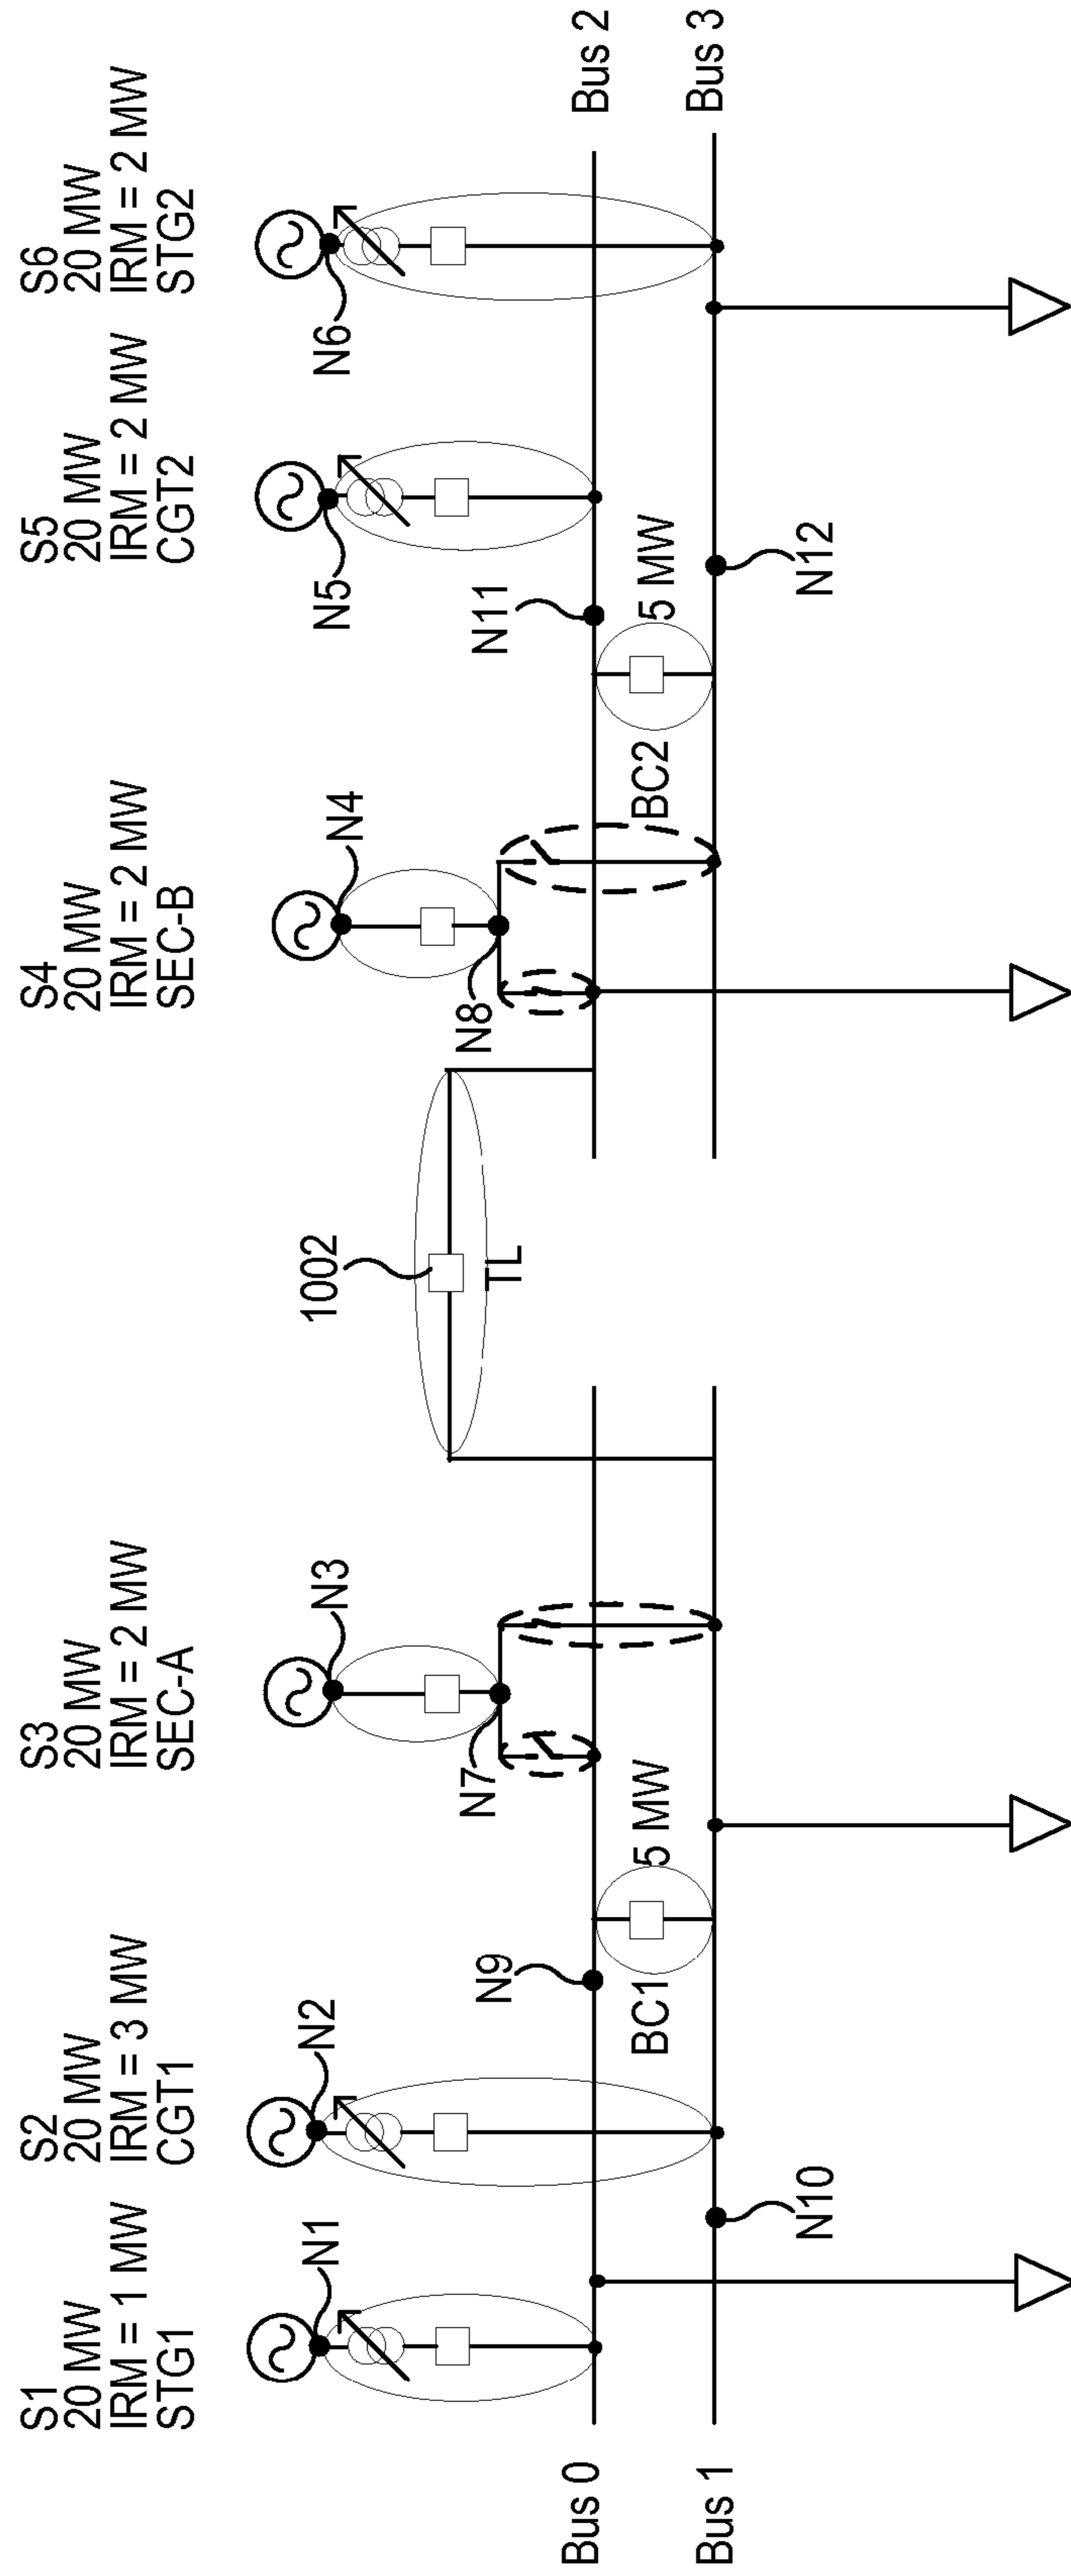 S1
20 MW
IRM = 1 MW
STG1
S2
20 MW
IRM = 3 MW
CGT1
S3
20 MW
IRM = 2 MW
SEC-A
S4
20 MW
IRM = 2 MW
SEC-B
S5
20 MW
IRM = 2 MW
CGT2
S6
20 MW
IRM = 2 MW
STG2
N1
N2
N3
N4
N5
N6
1002
TL
N7
N8
N9
N11
Bus 0
Bus 2
BC1
5 MW
BC2
5 MW
Bus 1
Bus 3
N10
N12